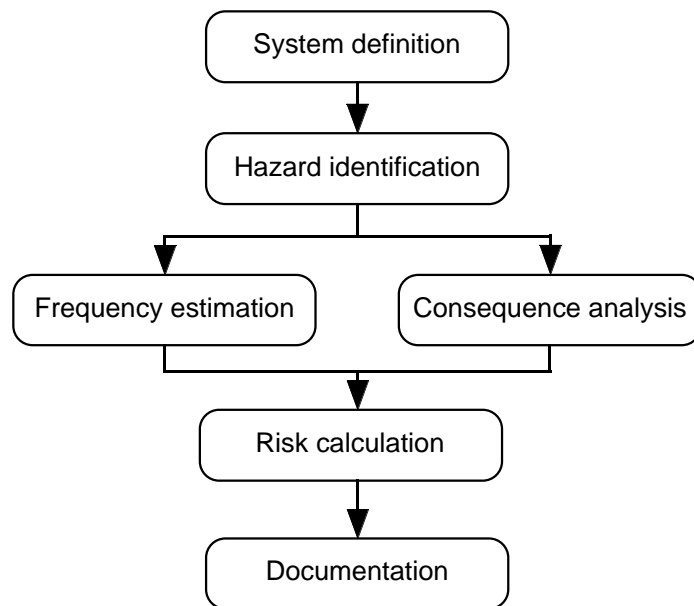 System definition
Hazard identification
Frequency estimation
Consequence analysis
Risk calculation
Documentation